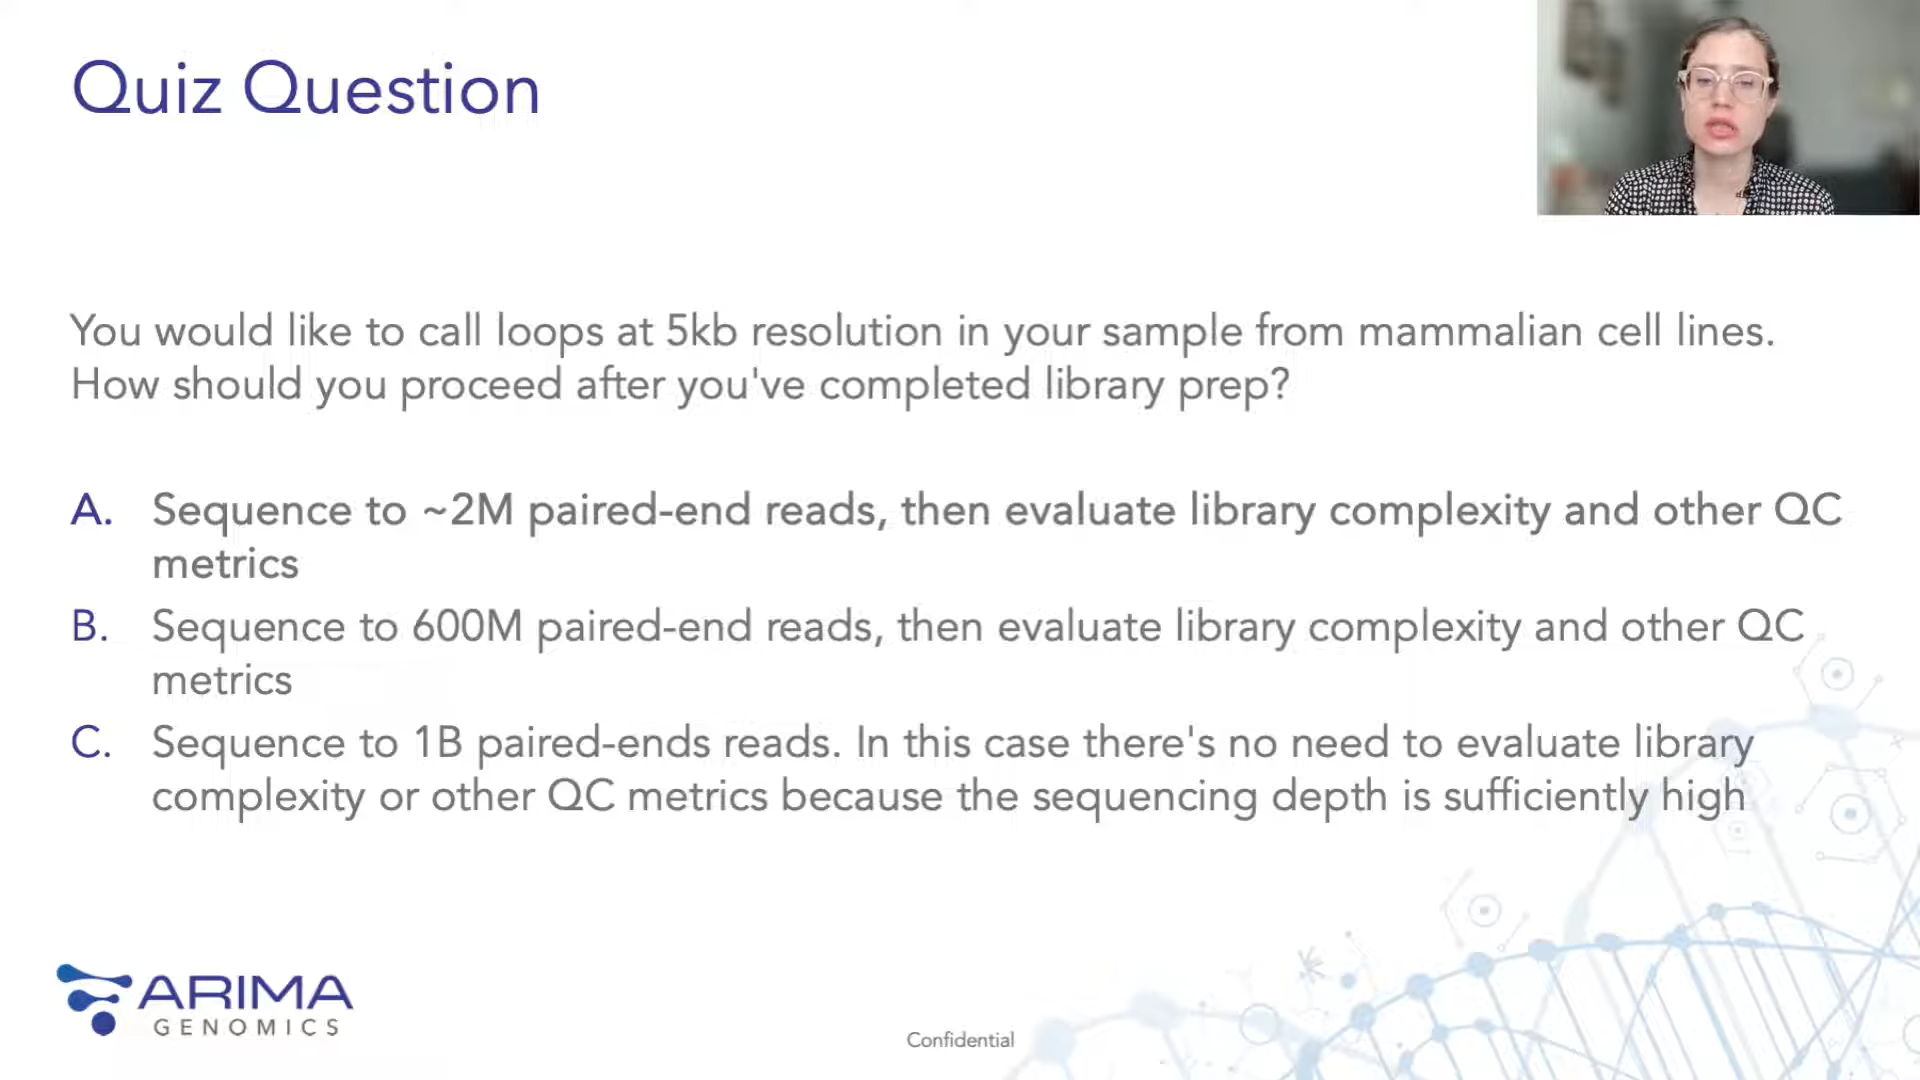 Quiz Question
You would like to call loops at 5kb resolution in your sample from mammalian cell lines.
How should you proceed after you've completed library prep?
A. Sequence to ~2M paired-end reads, then evaluate library complexity and other QC
metrics
B. Sequence to 600M paired-end reads, then evaluate library complexity and other QC
metrics
C. Sequence to 1B paired-ends reads. In this case there's no need to evaluate library
complexity or other QC metrics because the sequencing depth is sufficiently high
ARIMA
GENOMICS
Confidential